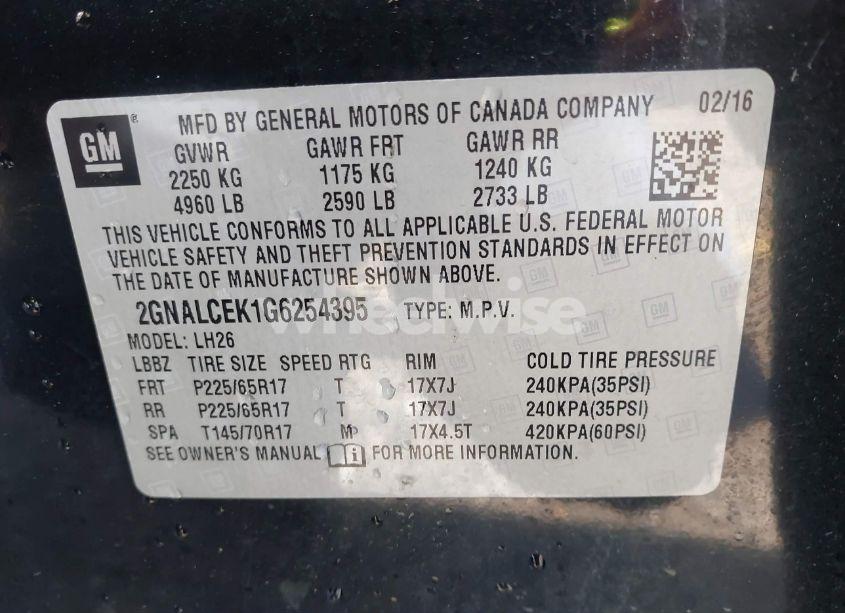 GM ® MFD BY GENERAL MOTORS OF CANADA COMPANY 02/16
GVWR GAWR FRT GAWR RR
2250 KG 1175 KG 1240 KG
4960 LB 2590 LB 2733 LB
THIS VEHICLE CONFORMS TO ALL APPLICABLE U.S. FEDERAL MOTOR
VEHICLE SAFETY AND THEFT PREVENTION STANDARDS IN EFFECT ON
THE DATE OF MANUFACTURE SHOWN ABOVE.
2GNALCEK1G6254395 TYPE: M.P.V.
wheelwise
MODEL: LH26
LBBZ TIRE SIZE SPEED RTG RIM COLD TIRE PRESSURE
FRT P225/65R17 T 17X7J 240KPA(35PSI)
RR P225/65R17 T 17X7J 240KPA(35PSI)
SPA T145/70R17 M 17X4.5T 420KPA(60PSI)
SEE OWNER'S MANUAL i FOR MORE INFORMATION.